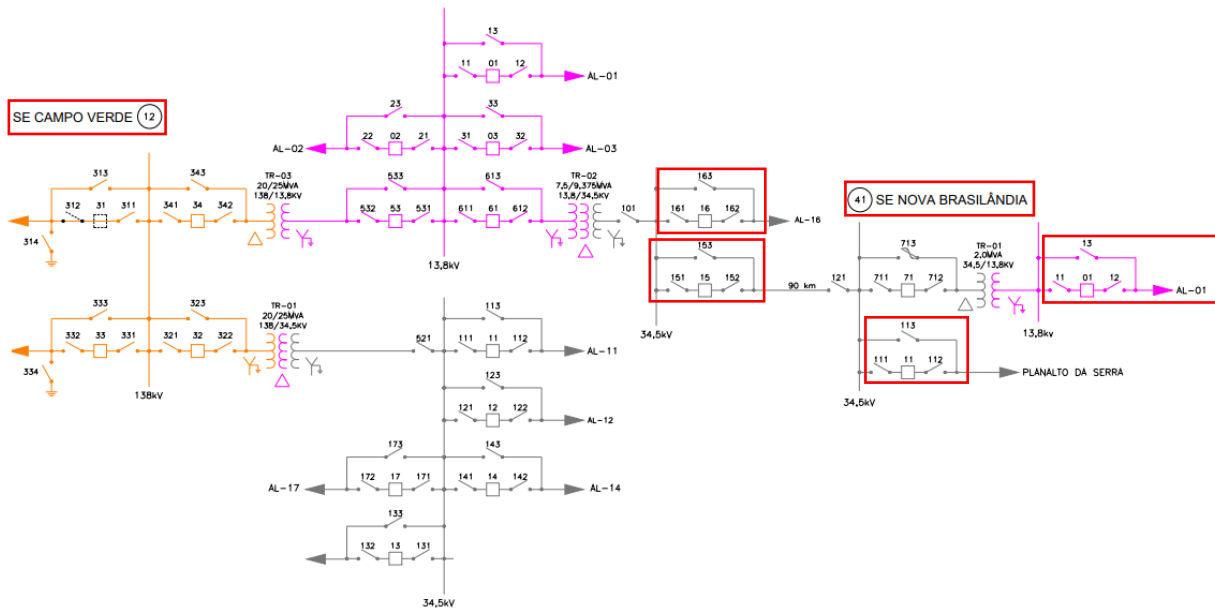 SE CAMPO VERDE 12
13
11 01 12
AL-01
23
22 02 21
AL-02
33
31 03 32
AL-03
313
312 31 311
314
343
341 34 342
TR-03
20/25MVA
138/13,8KV
533
532 53 531
613
611 61 612
TR-02
7,5/9,375MVA
13,8/34,5KV
101
163
161 16 162
AL-16
153
151 15 152
90 km
34,5kV
13,8kV
41 SE NOVA BRASILÂNDIA
121
713
711 71 712
TR-01
2,0MVA
34,5/13,8KV
13
11 01 12
AL-01
13,8kv
113
111 11 112
PLANALTO DA SERRA
34,5kV
333
332 33 331
334
323
321 32 322
138kV
TR-01
20/25MVA
138/34,5KV
521
113
111 11 112
AL-11
123
121 12 122
AL-12
173
172 17 171
AL-17
143
141 14 142
AL-14
133
132 13 131
34,5kV